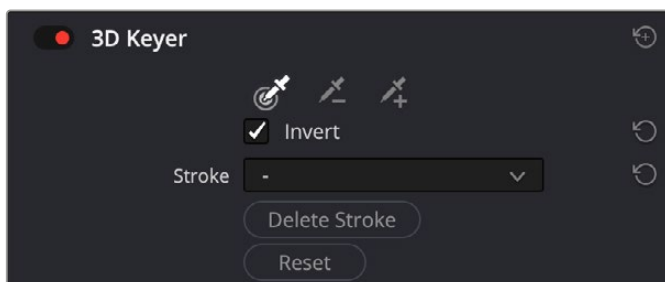 3D Keyer
Invert
Stroke -
Delete Stroke
Reset